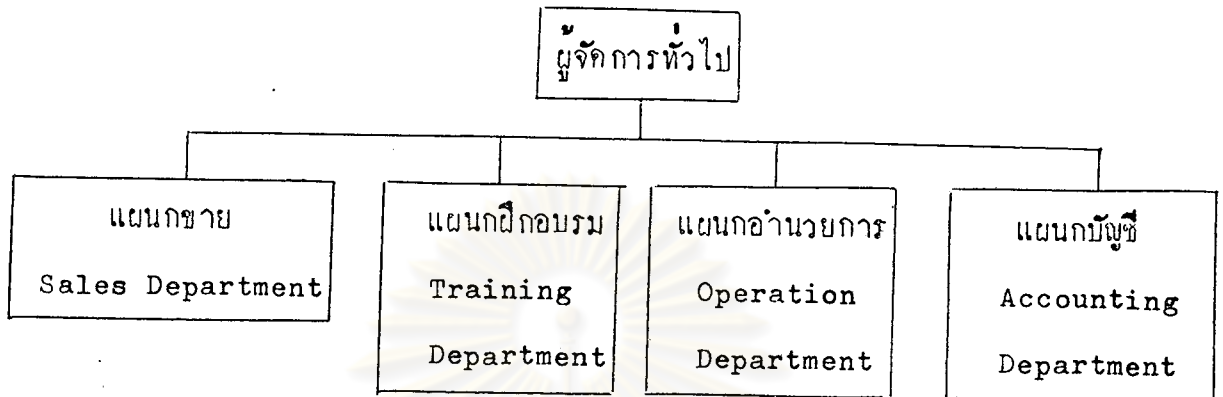 ผู้จัดการทั่วไป
แผนกขาย
Sales Department
แผนกฝึกอบรม
Training
Department
แผนกอำนวยการ
Operation
Department
แผนกบัญชี
Accounting
Department